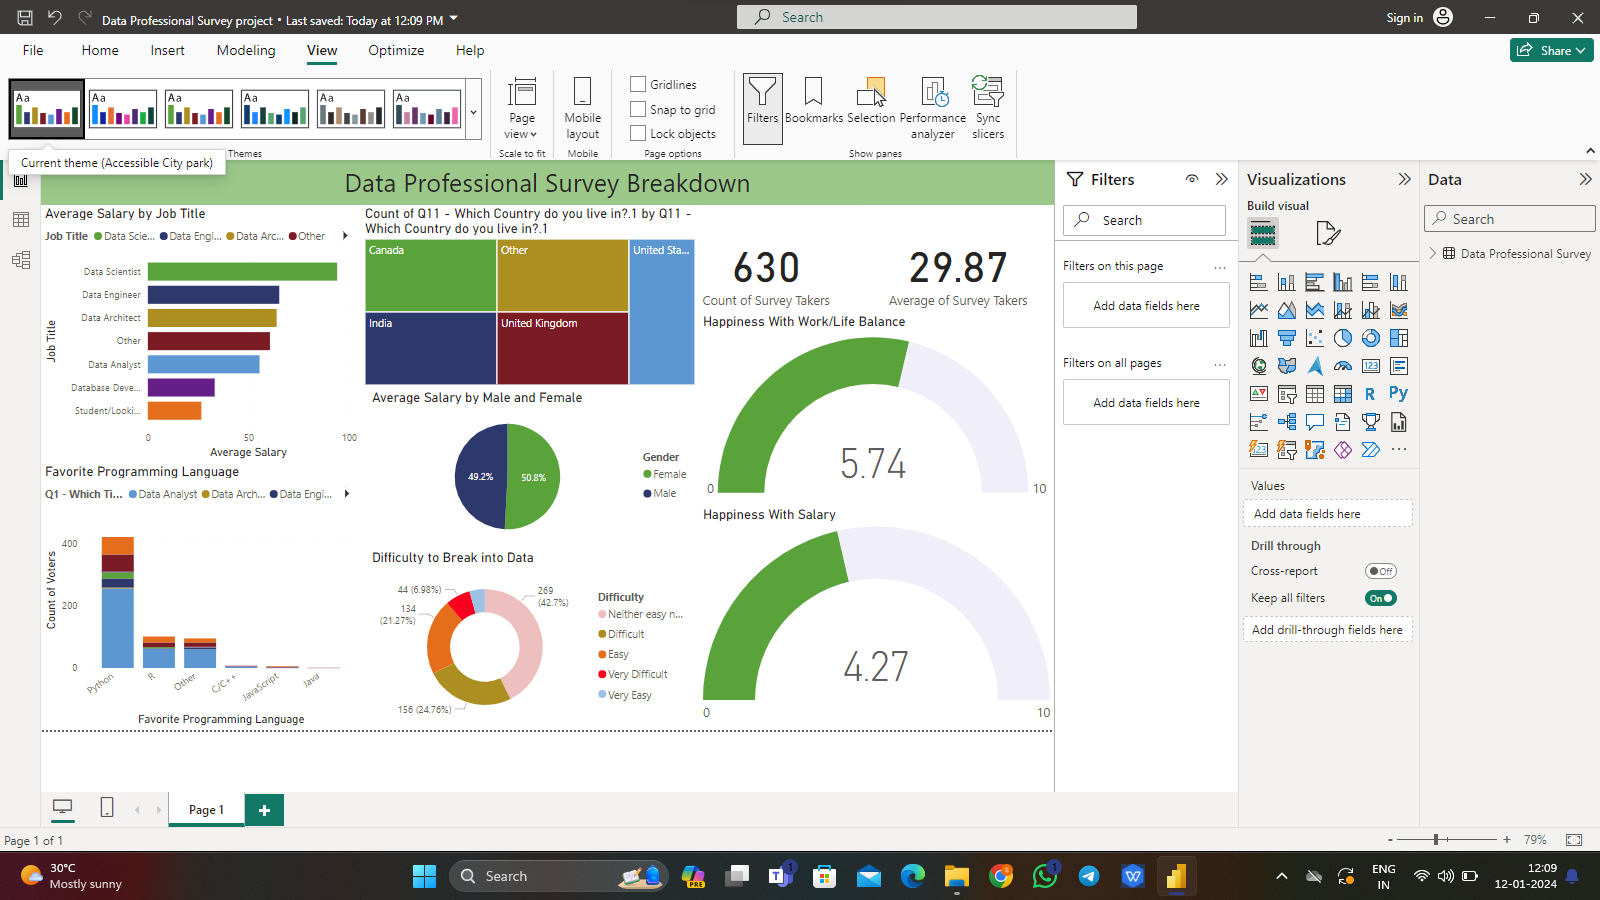 Data Professional Survey project • Last saved: Today at 12:09 PM
Search
Sign in
File Home Insert Modeling View Optimize Help
Share
Aa Aa Aa Aa Aa Aa
Themes
Page view
Scale to fit
Mobile layout
Mobile
Gridlines
Snap to grid
Lock objects
Page options
Filters
Bookmarks
Selection
Performance analyzer
Sync slicers
Show panes
Current theme (Accessible City park)
Data Professional Survey Breakdown
Average Salary by Job Title
Job Title Data Scie... Data Engi... Data Arc... Other
Job Title
Data Scientist
Data Engineer
Data Architect
Other
Data Analyst
Database Deve...
Student/Looki...
0 50 100
Average Salary
Favorite Programming Language
Q1 - Which Ti... Data Analyst Data Arch... Data Engi...
Count of Voters
400
200
0
Python R Other C/C++ JavaScript Java
Favorite Programming Language
Count of Q11 - Which Country do you live in?.1 by Q11 -
Which Country do you live in?.1
Canada
Other
United Sta...
India
United Kingdom
Average Salary by Male and Female
49.2%
50.8%
Gender
Female
Male
Difficulty to Break into Data
44 (6.98%)
134
(21.27%)
269
(42.7%)
156 (24.76%)
Difficulty
Neither easy n...
Difficult
Easy
Very Difficult
Very Easy
630
Count of Survey Takers
29.87
Average of Survey Takers
Happiness With Work/Life Balance
5.74
0 10
Happiness With Salary
4.27
0 10
Filters
Search
Filters on this page ...
Add data fields here
Filters on all pages ...
Add data fields here
Visualizations
Build visual
123
R Py
123
...
Values
Add data fields here
Drill through
Cross-report Off
Keep all filters On
Add drill-through fields here
Data
Search
Data Professional Survey
Page 1
+
Page 1 of 1
- + 79%
30°C
Mostly sunny
Search
PRE
1
1
ENG
IN
12:09
12-01-2024